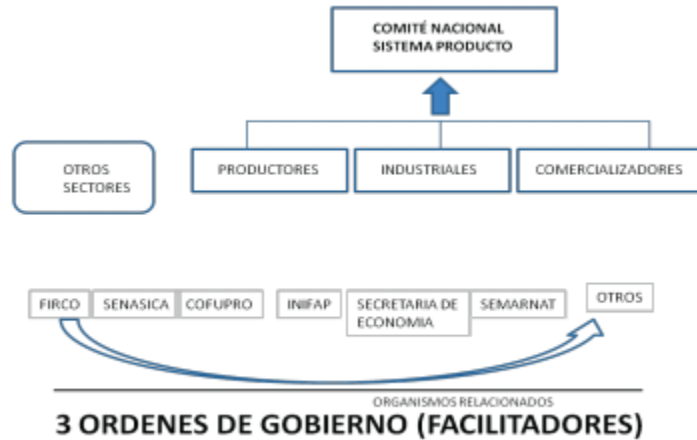 COMITÉ NACIONAL
SISTEMA PRODUCTO
OTROS
SECTORES
PRODUCTORES
INDUSTRIALES
COMERCIALIZADORES
FIRCO
SENASICA
COFUPRO
INIFAP
SECRETARIA DE
ECONOMIA
SEMARNAT
OTROS
ORGANISMOS RELACIONADOS
3 ORDENES DE GOBIERNO (FACILITADORES)